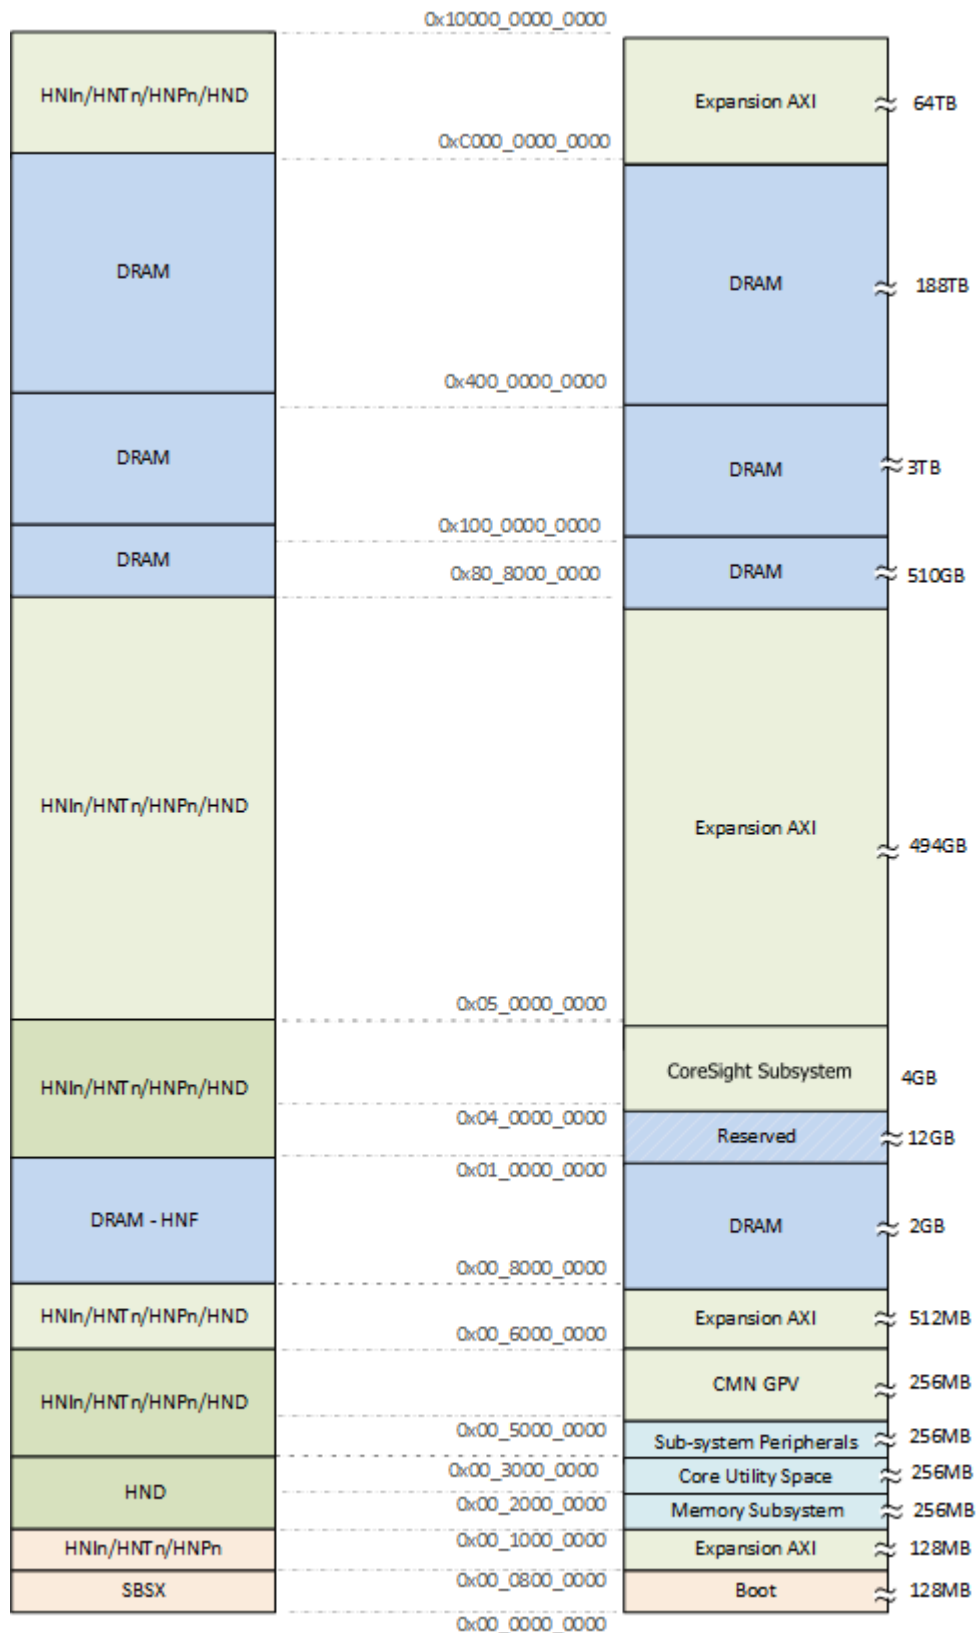 0x10000_0000_0000
HNIn/HNTn/HNPn/HND
Expansion AXI
64TB
0xC000_0000_0000
DRAM
DRAM
188TB
0x400_0000_0000
DRAM
DRAM
3TB
0x100_0000_0000
DRAM
DRAM
510GB
0x80_8000_0000
HNIn/HNTn/HNPn/HND
Expansion AXI
494GB
0x05_0000_0000
HNIn/HNTn/HNPn/HND
CoreSight Subsystem
4GB
0x04_0000_0000
Reserved
12GB
0x01_0000_0000
DRAM - HNF
DRAM
2GB
0x00_8000_0000
HNIn/HNTn/HNPn/HND
Expansion AXI
512MB
0x00_6000_0000
HNIn/HNTn/HNPn/HND
CMN GPV
256MB
0x00_5000_0000
Sub-system Peripherals
256MB
0x00_3000_0000
HND
Core Utility Space
256MB
0x00_2000_0000
Memory Subsystem
256MB
0x00_1000_0000
HNIn/HNTn/HNPn
Expansion AXI
128MB
0x00_0800_0000
SBSX
Boot
128MB
0x00_0000_0000